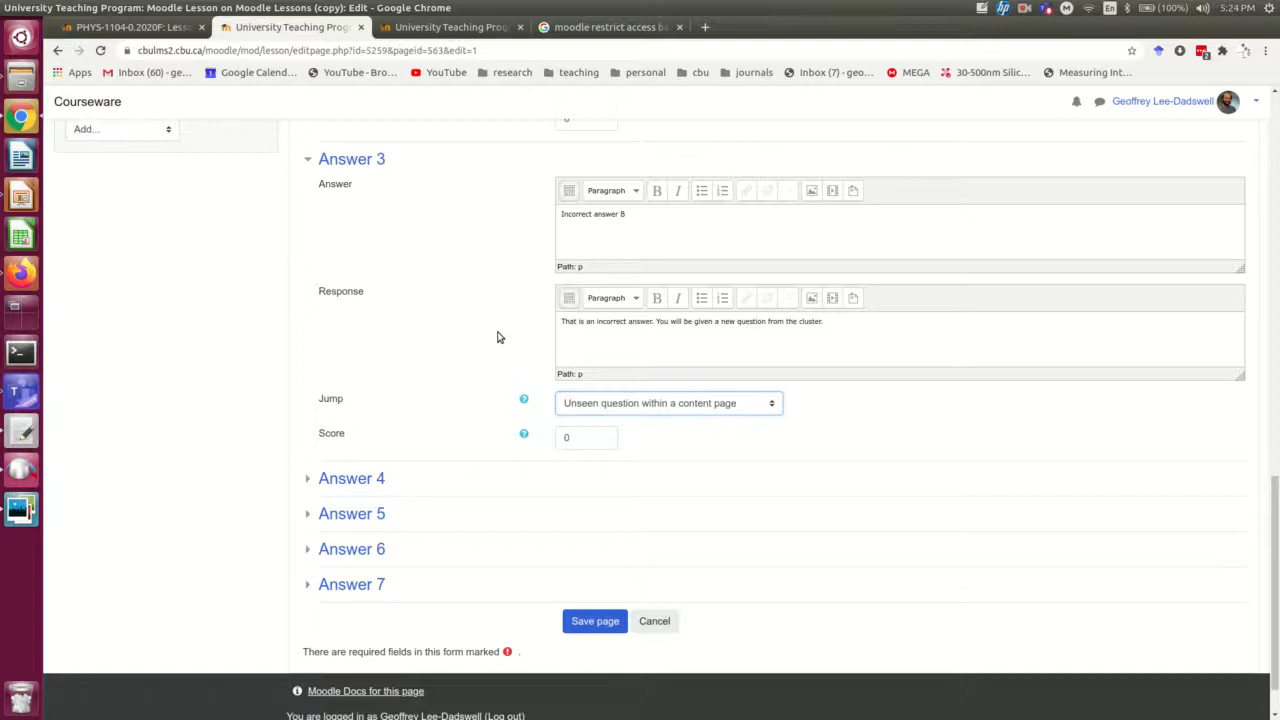 University Teaching Program: Moodle Lesson on Moodle Lessons (copy): Edit - Google Chrome
En
(100%)
5:24 PM
PHYS-1104-0.2020F: Lesso
University Teaching Program
University Teaching Program
moodle restrict access ba
cbulms2.cbu.ca/moodle/mod/lesson/editpage.php?id=5259&pageid=563&edit=1
Apps
Inbox (60) - ge...
Google Calend...
YouTube - Bro...
YouTube
research
teaching
personal
cbu
journals
Inbox (7) - geo...
MEGA
30-500nm Silic...
Measuring Int...
Courseware
Geoffrey Lee-Dadswell
Add...
0
Answer 3
Answer
Paragraph
B
I
Incorrect answer B
Path: p
Response
Paragraph
B
I
That is an incorrect answer. You will be given a new question from the cluster.
Path: p
Jump
Unseen question within a content page
Score
0
Answer 4
Answer 5
Answer 6
Answer 7
Save page
Cancel
There are required fields in this form marked .
Moodle Docs for this page
You are logged in as Geoffrey Lee-Dadswell (Log out)